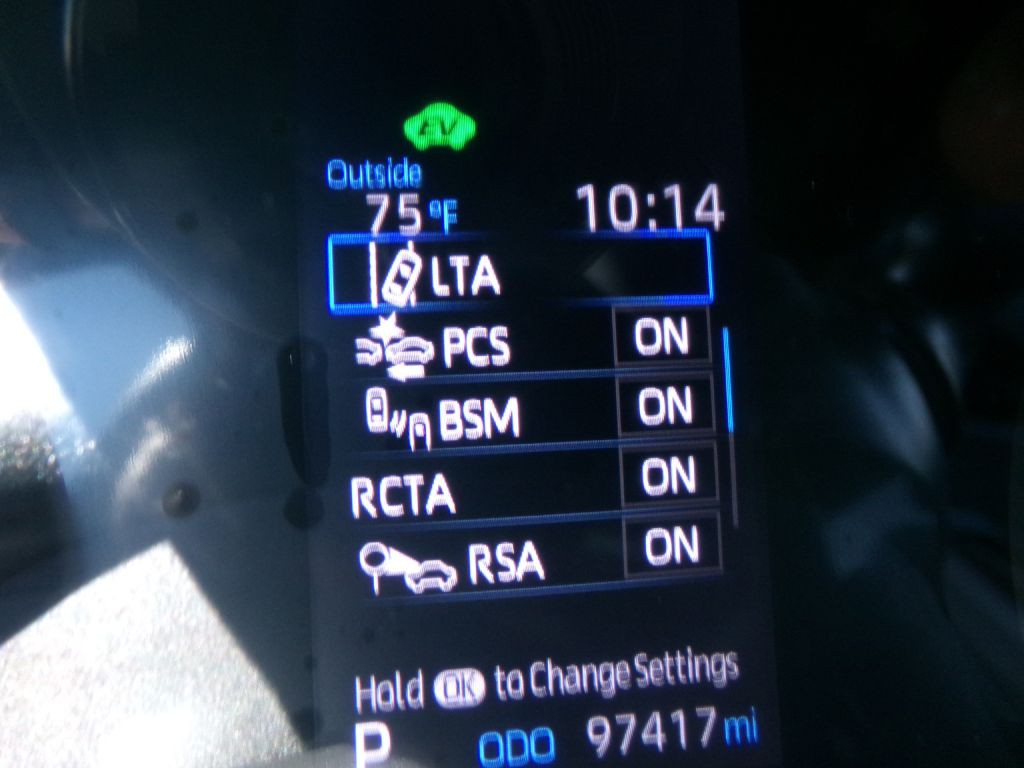 EV
Outside
75 °F 10:14
LTA
PCS ON
BSM ON
RCTA ON
RSA ON
Hold OK to Change Settings
P ODO 97417 mi